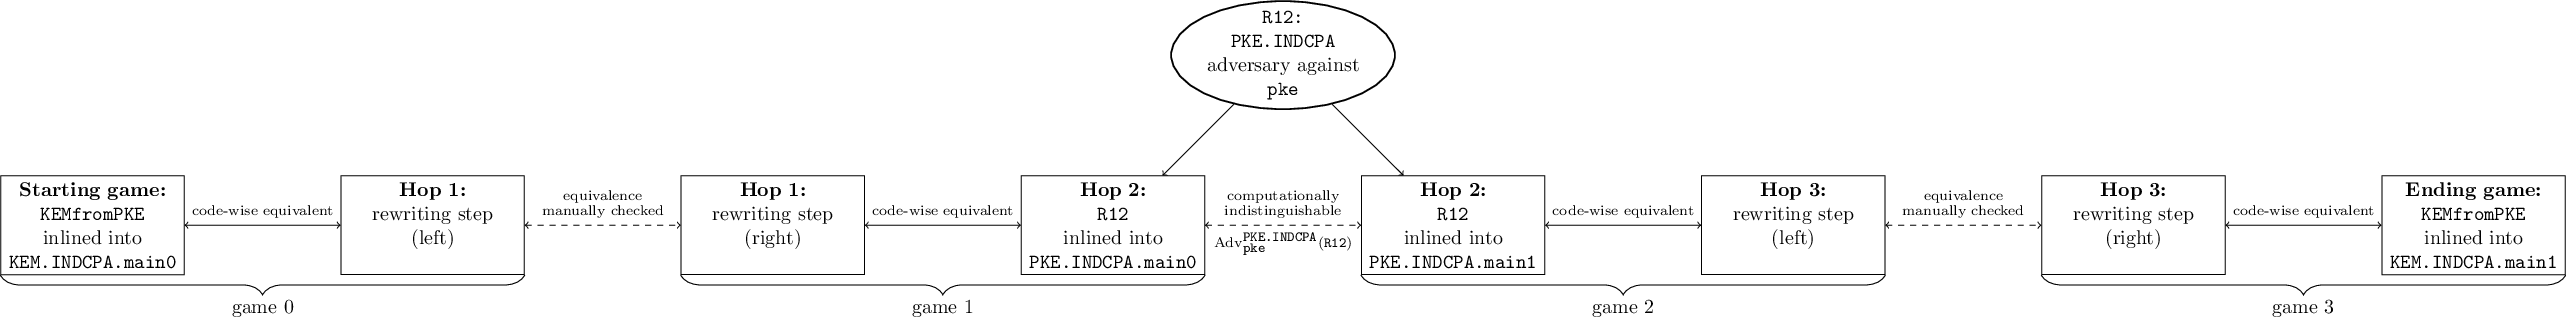 R12:
PKE.INDCPA
adversary against
pke
Starting game:
KEMfromPKE
inlined into
KEM.INDCPA.main0
code-wise equivalent
Hop 1:
rewriting step
(left)
equivalence
manually checked
Hop 1:
rewriting step
(right)
code-wise equivalent
Hop 2:
R12
inlined into
PKE.INDCPA.main0
computationally
indistinguishable
Adv^{PKE.INDCPA}_{pke}(R12)
Hop 2:
R12
inlined into
PKE.INDCPA.main1
code-wise equivalent
Hop 3:
rewriting step
(left)
equivalence
manually checked
Hop 3:
rewriting step
(right)
code-wise equivalent
Ending game:
KEMfromPKE
inlined into
KEM.INDCPA.main1
game 0
game 1
game 2
game 3